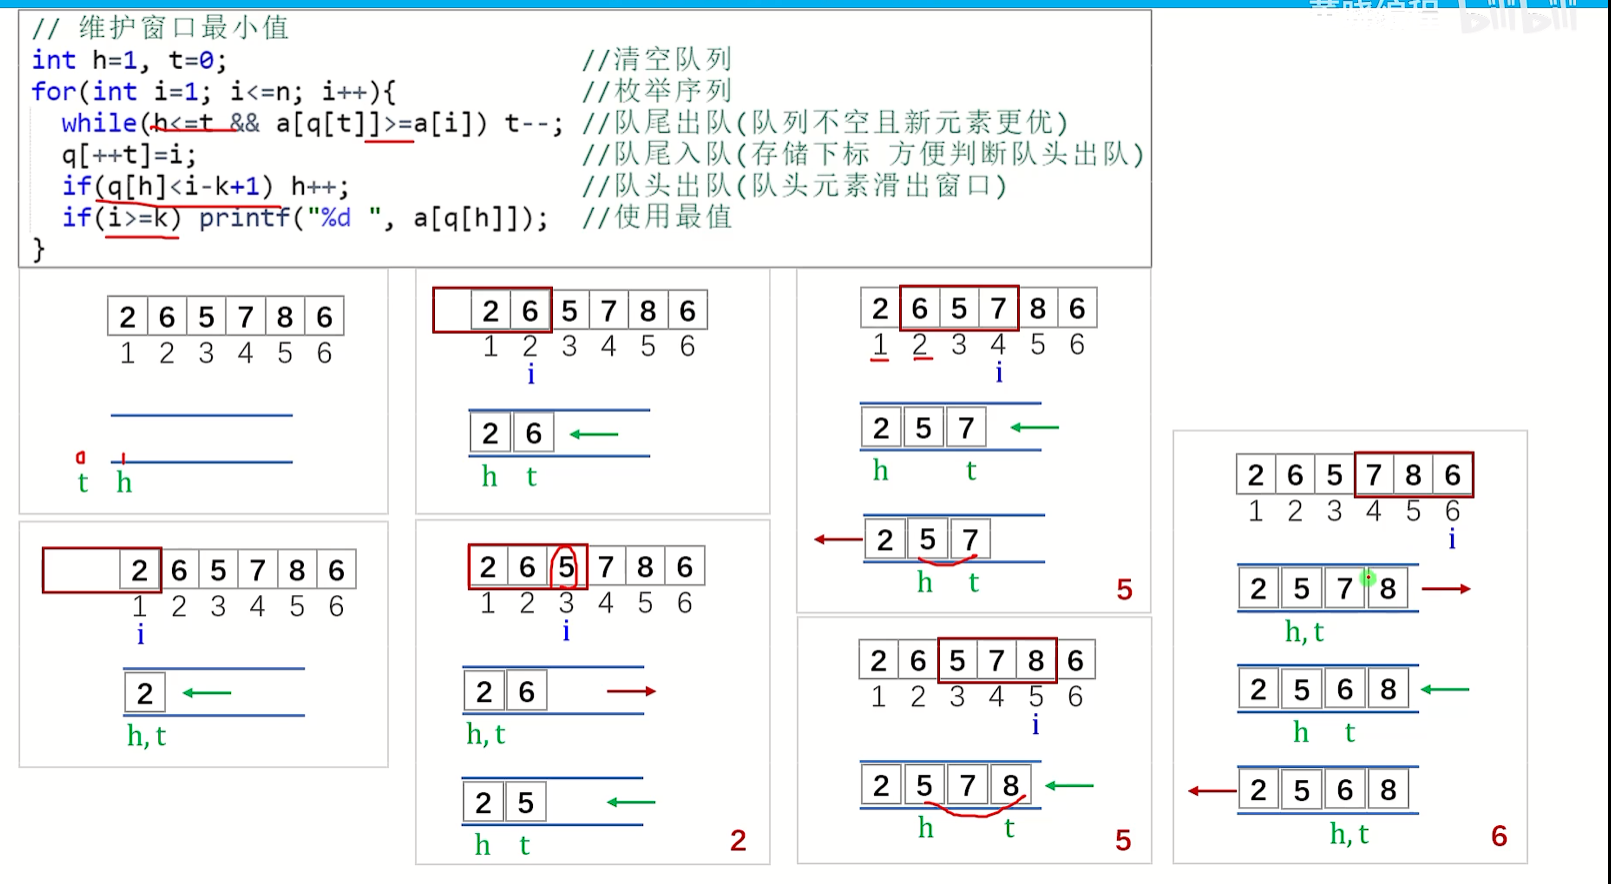 // 维护窗口最小值
int h=1, t=0; //清空队列
for(int i=1; i<=n; i++){ //枚举序列
while(h<=t && a[q[t]]>=a[i]) t--; //队尾出队(队列不空且新元素更优)
q[++t]=i; //队尾入队(存储下标 方便判断队头出队)
if(q[h]<i-k+1) h++; //队头出队(队头元素滑出窗口)
if(i>=k) printf("%d ", a[q[h]]); //使用最值
}
2 6 5 7 8 6
1 2 3 4 5 6
0 1
t h
2 6 5 7 8 6
1 2 3 4 5 6
i
2
h,t
2 6 5 7 8 6
1 2 3 4 5 6
i
2 6
h t
2 6 5 7 8 6
1 2 3 4 5 6
i
2 6
h,t
2 5
h t
2
2 6 5 7 8 6
1 2 3 4 5 6
i
2 5 7
h t
2 5 7
h t
5
2 6 5 7 8 6
1 2 3 4 5 6
i
2 5 7 8
h t
5
2 6 5 7 8 6
1 2 3 4 5 6
i
2 5 7 8
h,t
2 5 6 8
h t
2 5 6 8
h,t
6
bilibili